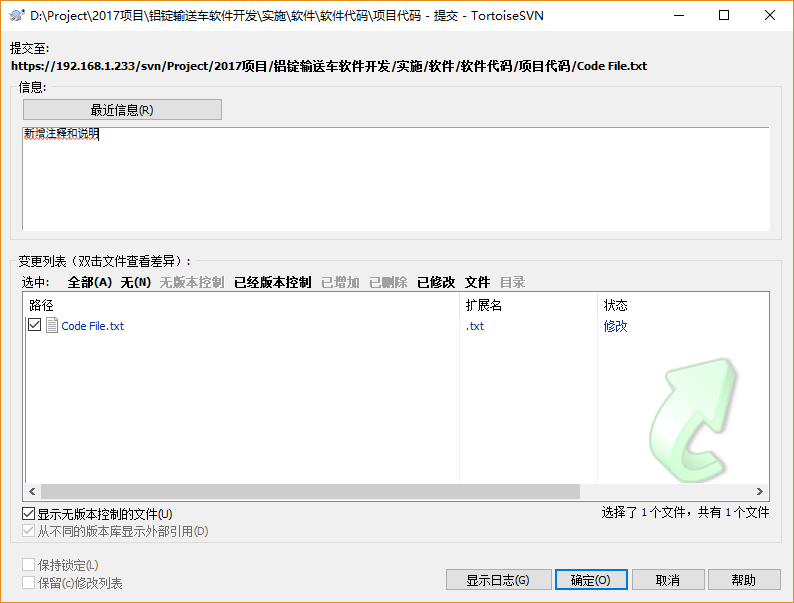 D:\Project\2017项目\铝锭输送车软件开发\实施\软件\软件代码\项目代码 - 提交 - TortoiseSVN
提交至:
https://192.168.1.233/svn/Project/2017项目/铝锭输送车软件开发/实施/软件/软件代码/项目代码/Code File.txt
信息:
最近信息(R)
新增注释和说明
变更列表（双击文件查看差异）:
选中: 全部(A) 无(N) 无版本控制 已经版本控制 已增加 已删除 已修改 文件 目录
路径 扩展名 状态
Code File.txt .txt 修改
显示无版本控制的文件(U) 选择了 1个文件，共有 1个文件
从不同的版本库显示外部引用(D)
保持锁定(L)
保留(c)修改列表
显示日志(G) 确定(O) 取消 帮助